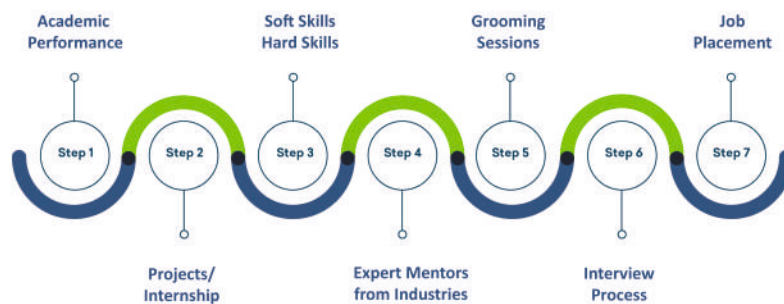 Academic
Performance
Soft Skills
Hard Skills
Grooming
Sessions
Job
Placement
Step 1
Step 2
Step 3
Step 4
Step 5
Step 6
Step 7
Projects/
Internship
Expert Mentors
from Industries
Interview
Process